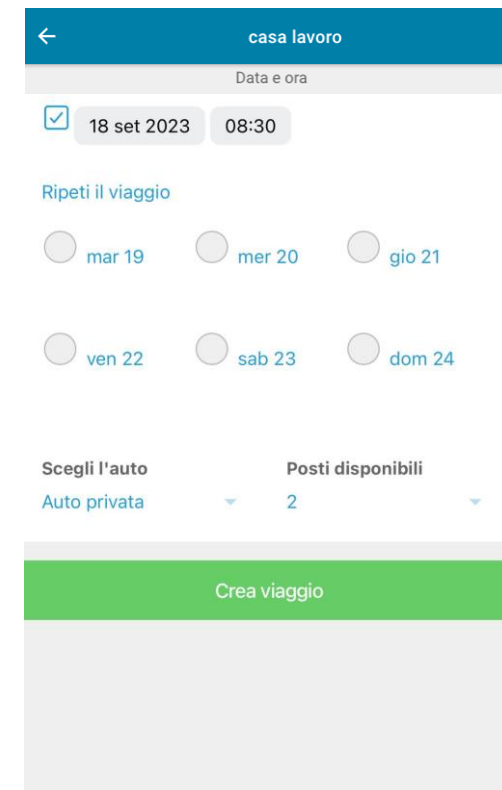 casa lavoro
Data e ora
18 set 2023 08:30
Ripeti il viaggio
mar 19 mer 20 gio 21
ven 22 sab 23 dom 24
Scegli l'auto Posti disponibili
Auto privata 2
Crea viaggio